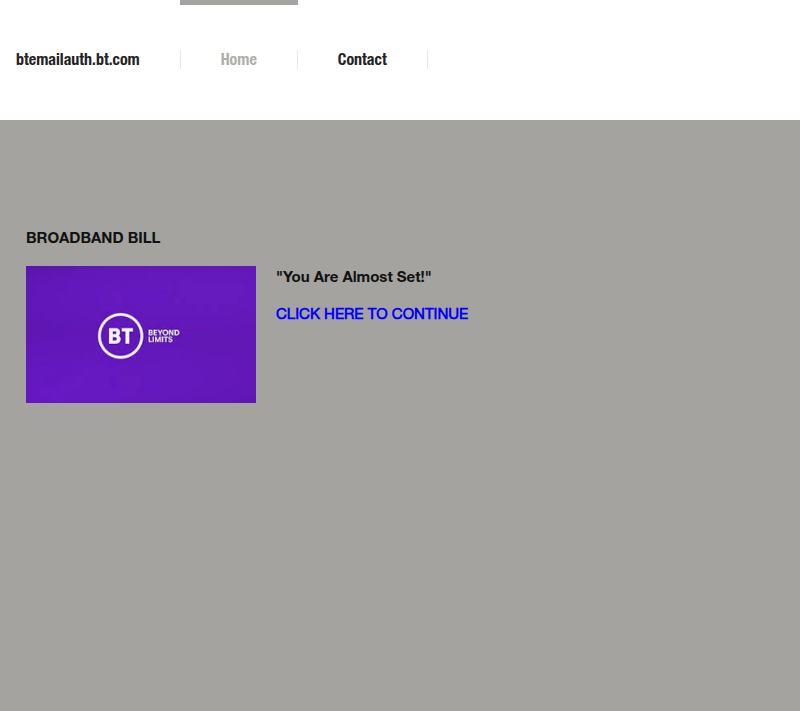 btemailauth.bt.com
Home
Contact
BROADBAND BILL
"You Are Almost Set!"
CLICK HERE TO CONTINUE
BT
BEYOND
LIMITS